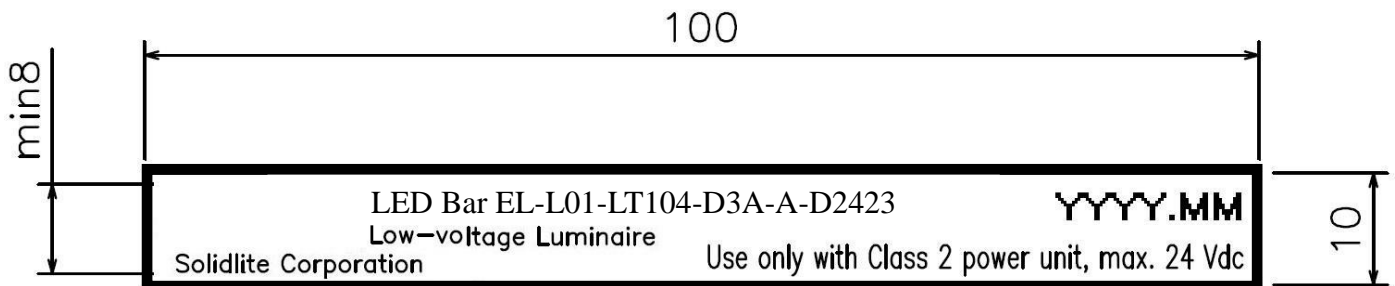 100
min8
LED Bar EL-L01-LT104-D3A-A-D2423
YYYY.MM
Low-voltage Luminaire
Solidlite Corporation
Use only with Class 2 power unit, max. 24 Vdc
10